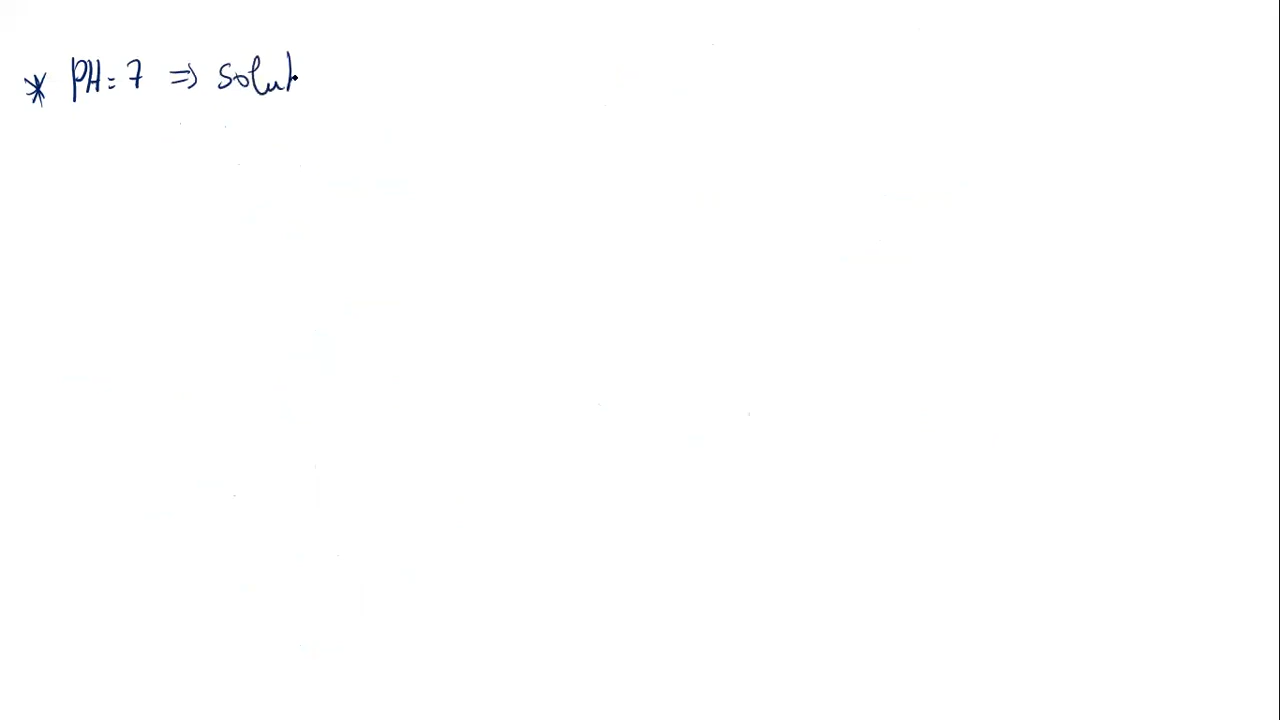 * PH = 7 => Solut